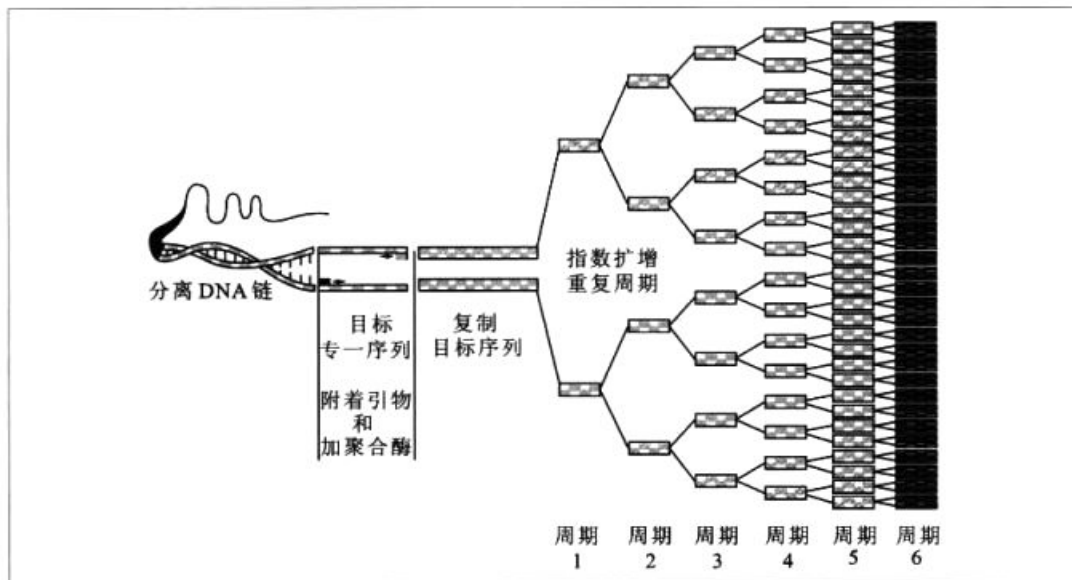 分离DNA链
目标
专一序列
附着引物
和
加聚合酶
复制
目标序列
指数扩增
重复周期
周期
1
周期
2
周期
3
周期
4
周期
5
周期
6